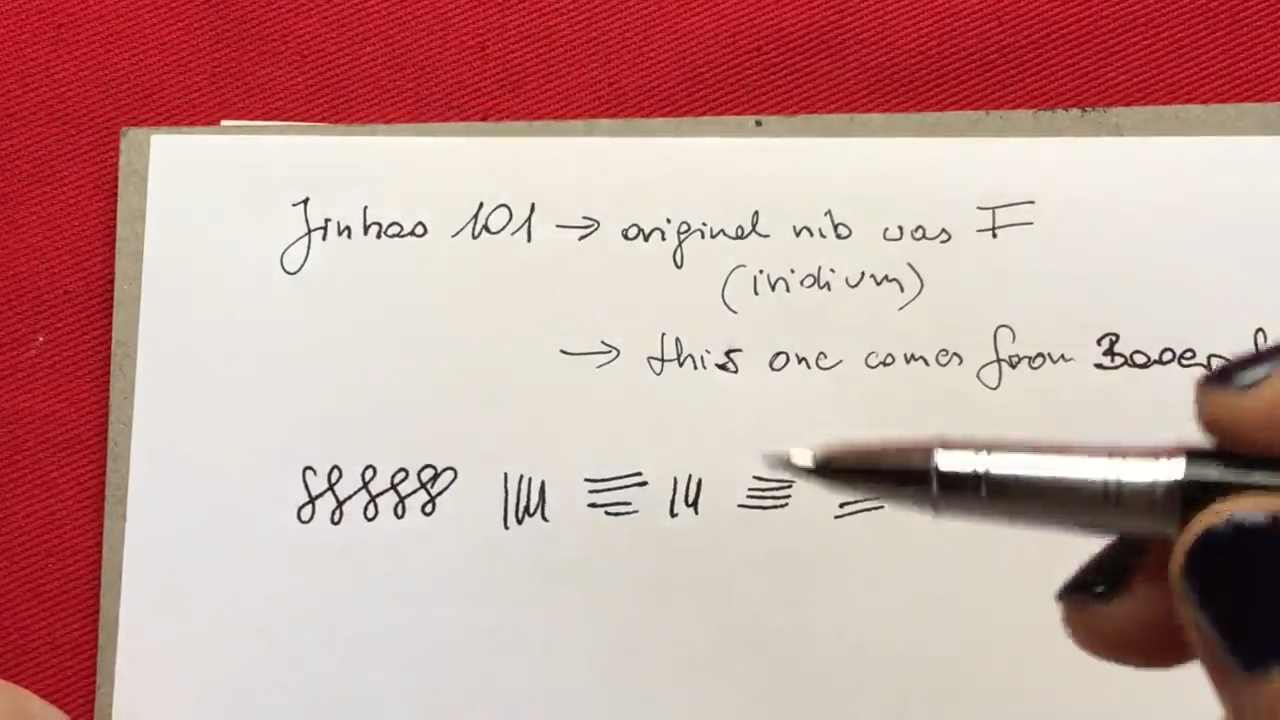 Jinhao 101 → original nib was F
(iridium)
→ this one comes from